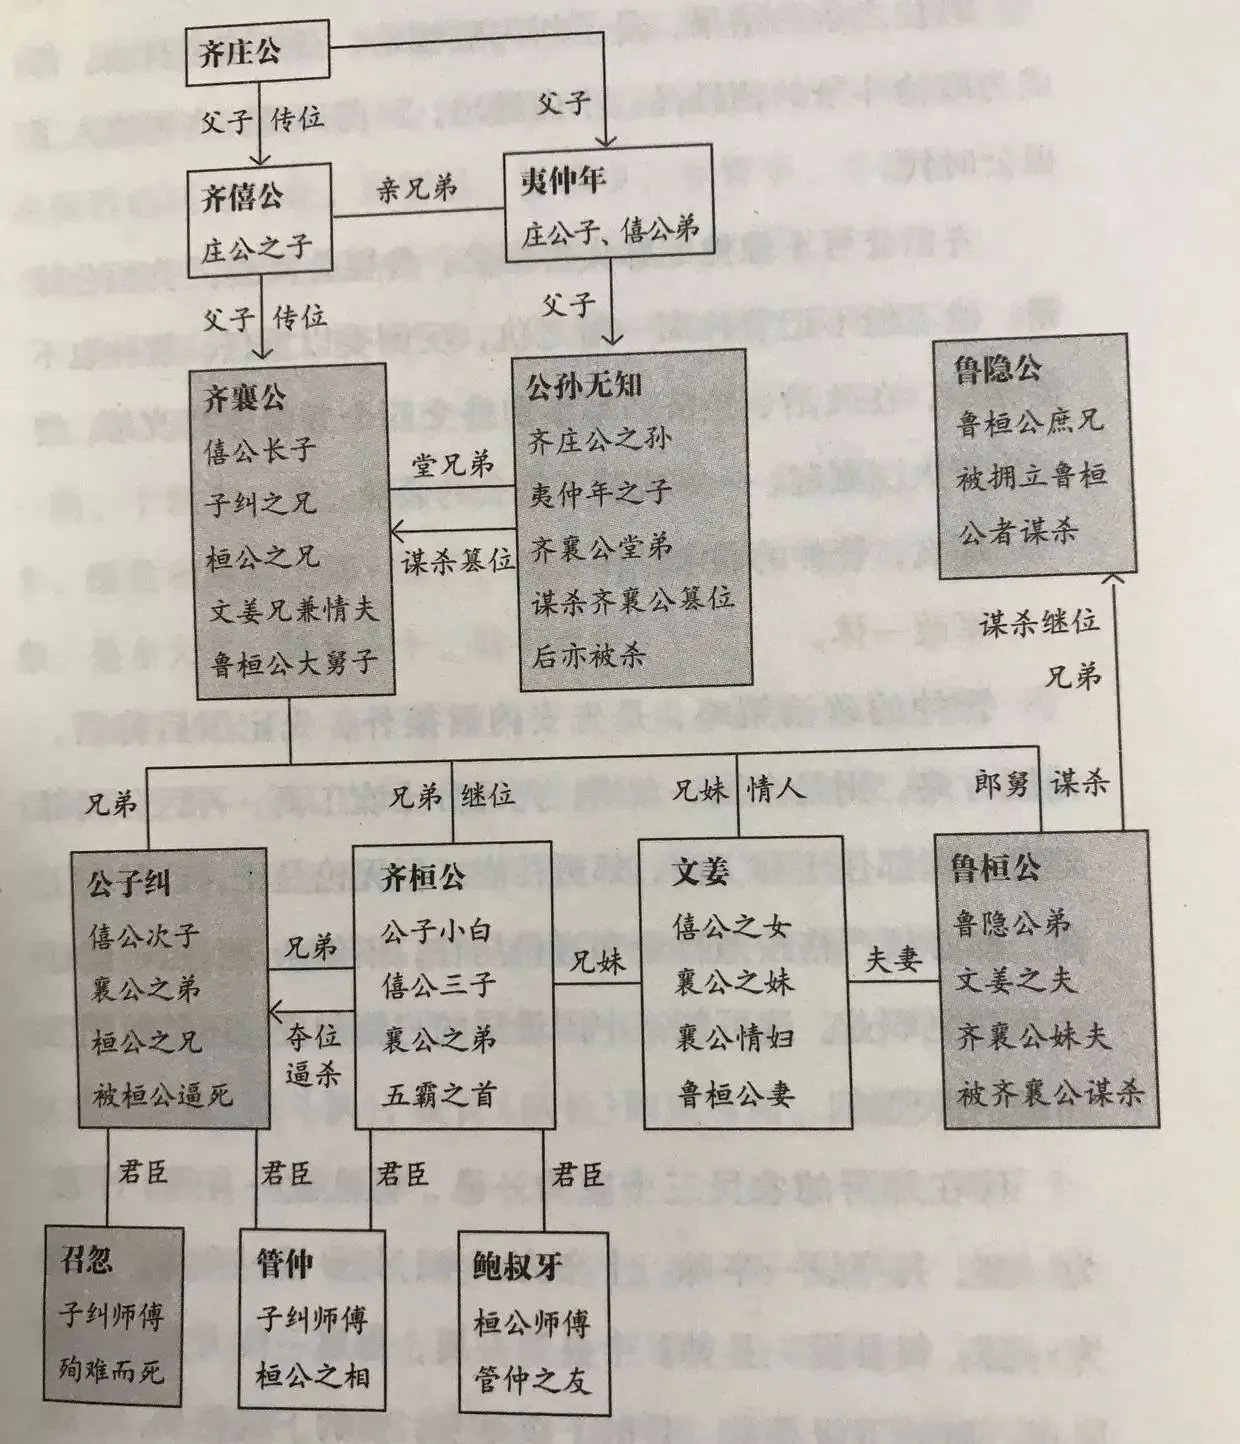 齐庄公
父子 传位
父子
齐僖公
庄公之子
亲兄弟
夷仲年
庄公子、僖公弟
父子 传位
父子
齐襄公
僖公长子
子纠之兄
桓公之兄
文姜兄兼情夫
鲁桓公大舅子
堂兄弟
谋杀篡位
公孙无知
齐庄公之孙
夷仲年之子
齐襄公堂弟
谋杀齐襄公篡位
后亦被杀
鲁隐公
鲁桓公庶兄
被拥立鲁桓
公者谋杀
谋杀继位
兄弟
兄弟
兄弟 继位
兄妹 情人
郎舅 谋杀
公子纠
僖公次子
襄公之弟
桓公之兄
被桓公逼死
兄弟
夺位
逼杀
齐桓公
公子小白
僖公三子
襄公之弟
五霸之首
兄妹
文姜
僖公之女
襄公之妹
襄公情妇
鲁桓公妻
夫妻
鲁桓公
鲁隐公弟
文姜之夫
齐襄公妹夫
被齐襄公谋杀
君臣
君臣
君臣
君臣
召忽
子纠师傅
殉难而死
管仲
子纠师傅
桓公之相
鲍叔牙
桓公师傅
管仲之友